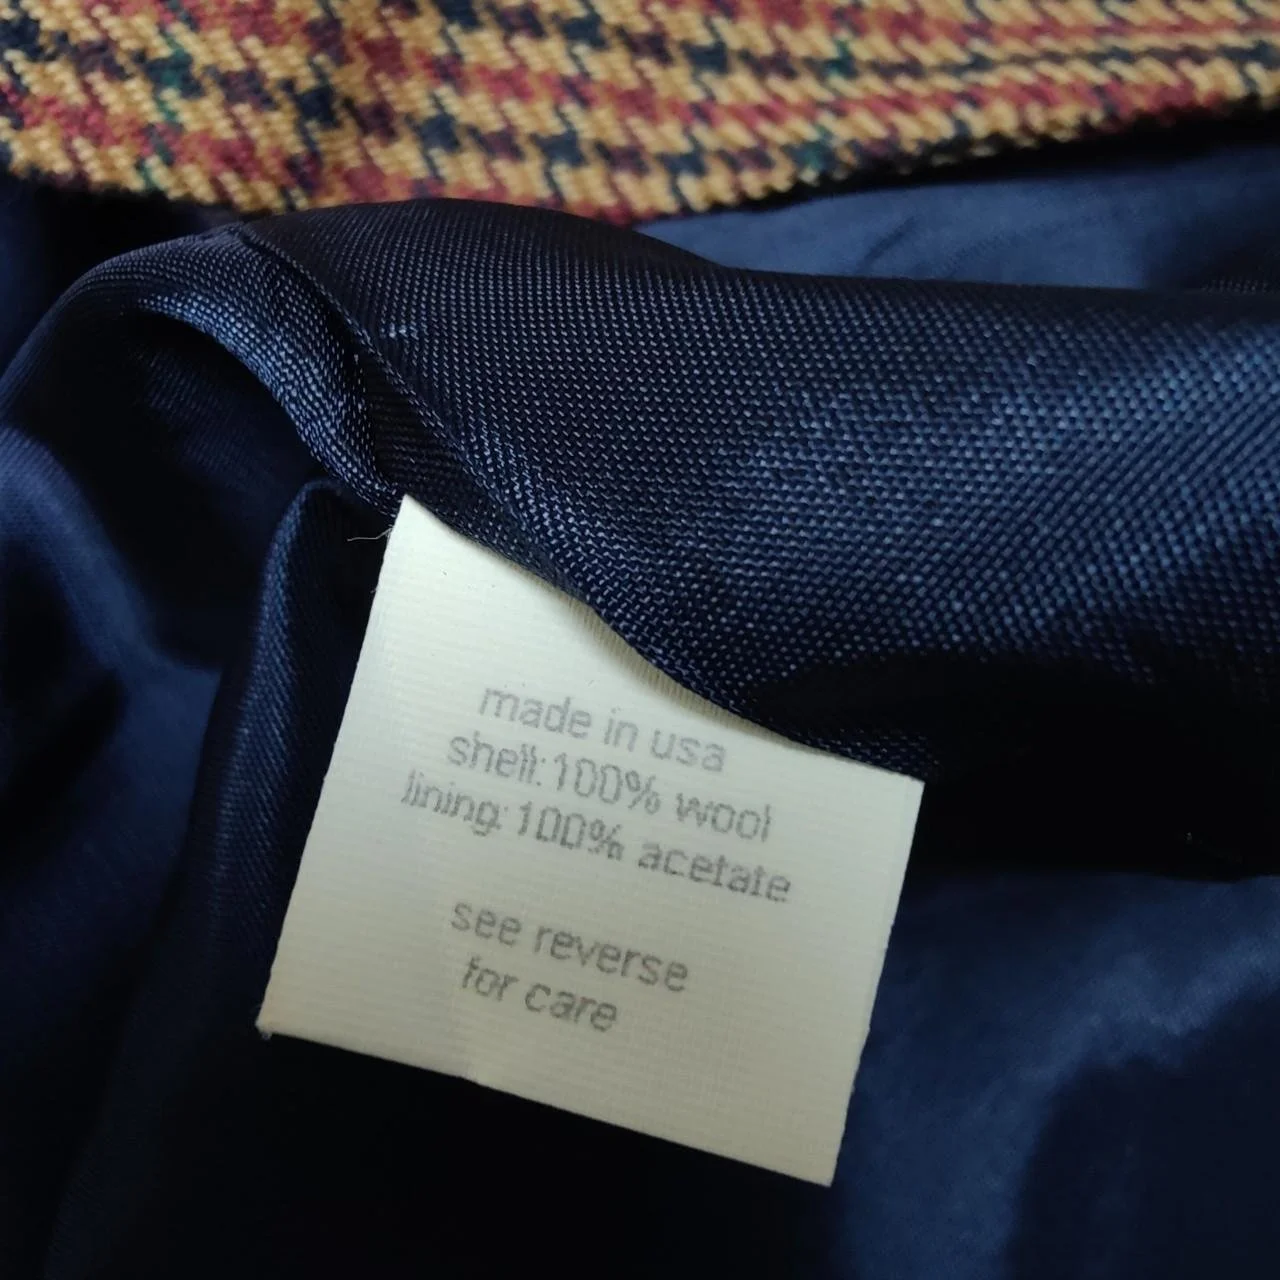 made in usa
shell: 100% wool
lining: 100% acetate
see reverse
for care